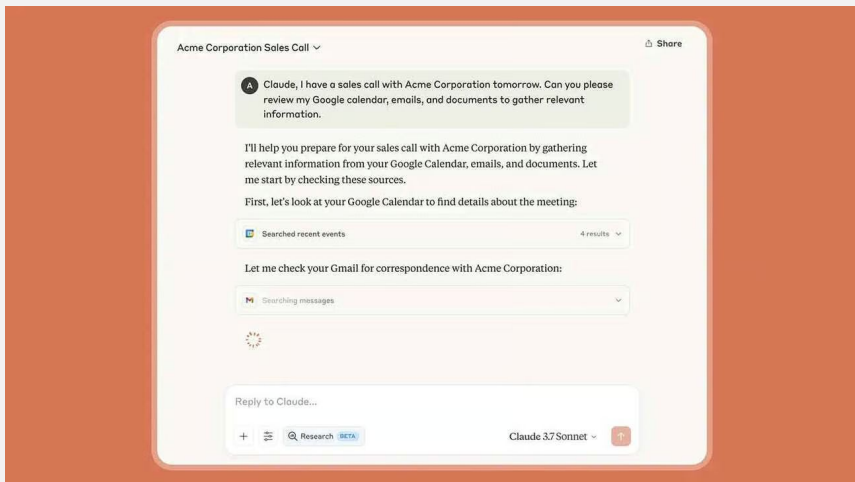 Acme Corporation Sales Call
Share
A
Claude, I have a sales call with Acme Corporation tomorrow. Can you please
review my Google calendar, emails, and documents to gather relevant
information.
I'll help you prepare for your sales call with Acme Corporation by gathering
relevant information from your Google Calendar, emails, and documents. Let
me start by checking these sources.
First, let's look at your Google Calendar to find details about the meeting:
Searched recent events
4 results
Let me check your Gmail for correspondence with Acme Corporation:
Searching messages
Reply to Claude...
Research BETA
Claude 3.7 Sonnet